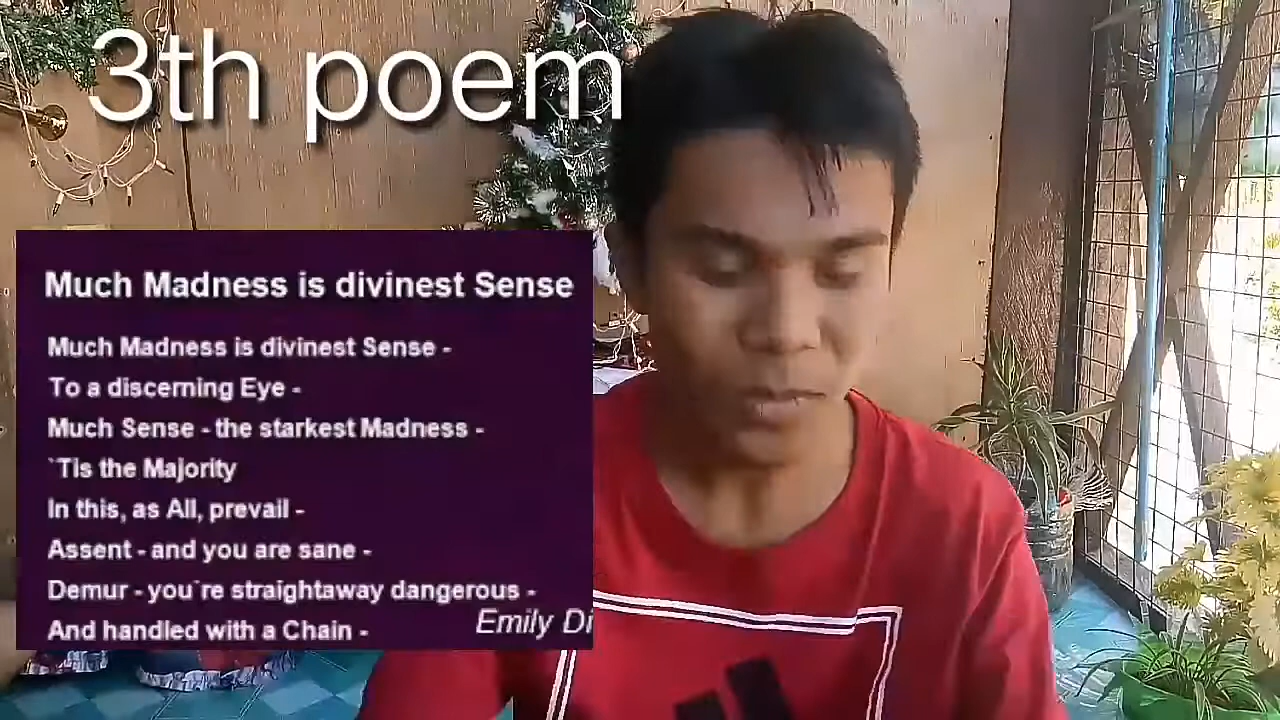 3th poem
Much Madness is divinest Sense
Much Madness is divinest Sense -
To a discerning Eye -
Much Sense - the starkest Madness -
`Tis the Majority
In this, as All, prevail -
Assent - and you are sane -
Demur - you`re straightaway dangerous -
And handled with a Chain -
Emily Di